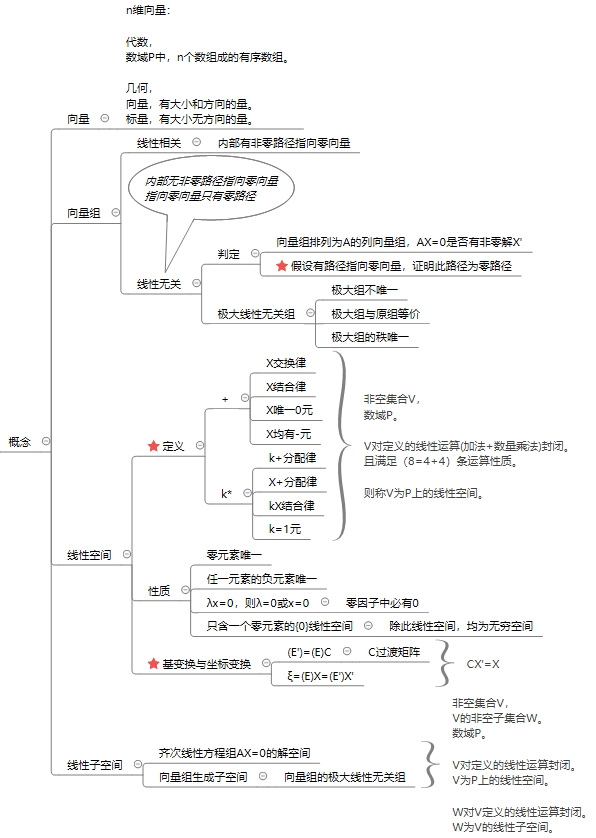 n维向量：
代数，
数域P中，n个数组成的有序数组。
几何，
向量，有大小和方向的量。
标量，有大小无方向的量。
向量
线性相关
内部有非零路径指向零向量
内部无非零路径指向零向量
指向零向量只有零路径
向量组
判定
向量组排列为A的列向量组，AX=0是否有非零解X'
假设有路径指向零向量，证明此路径为零路径
线性无关
极大线性无关组
极大组不唯一
极大组与原组等价
极大组的秩唯一
概念
定义
+
X交换律
X结合律
X唯一0元
X均有-元
k*
k+分配律
X+分配律
kX结合律
k=1元
非空集合V，
数域P。
V对定义的线性运算(加法+数量乘法)封闭。
且满足（8=4+4）条运算性质。
则称V为P上的线性空间。
线性空间
性质
零元素唯一
任一元素的负元素唯一
λx=0，则λ=0或x=0
零因子中必有0
只含一个零元素的{0}线性空间
除此线性空间，均为无穷空间
基变换与坐标变换
(E')=(E)C
C过渡矩阵
ξ=(E)X=(E')X'
CX'=X
线性子空间
齐次线性方程组AX=0的解空间
向量组生成子空间
向量组的极大线性无关组
非空集合V，
V的非空子集合W。
数域P。
V对定义的线性运算封闭。
V为P上的线性空间。
W对V定义的线性运算封闭。
W为V的线性子空间。